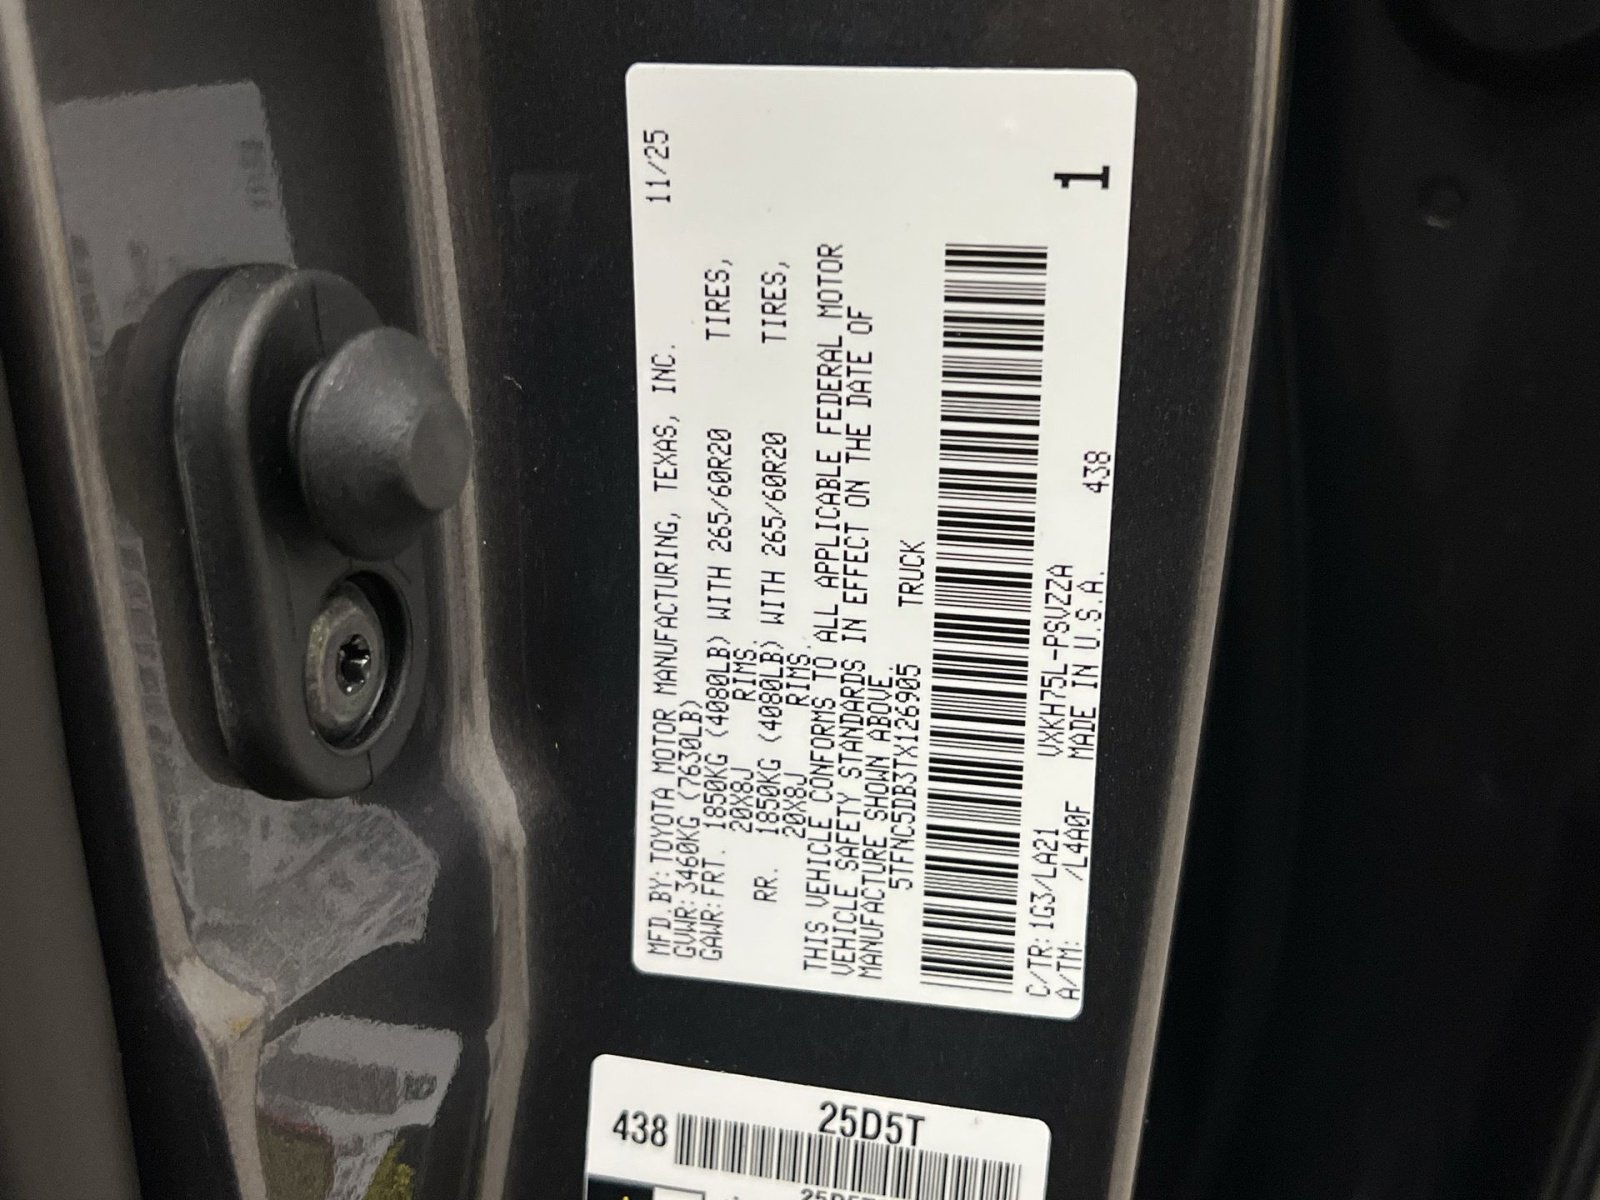 11/25
MFD.BY:TOYOTA MOTOR MANUFACTURING, TEXAS, INC.
GVWR:3460KG (7630LB)
GAWR:FRT. 1850KG (4080LB) WITH 265/60R20 TIRES,
20X8J RIMS.
RR. 1850KG (4080LB) WITH 265/60R20 TIRES,
20X8J RIMS.
THIS VEHICLE CONFORMS TO ALL APPLICABLE FEDERAL MOTOR
VEHICLE SAFETY STANDARDS IN EFFECT ON THE DATE OF
MANUFACTURE SHOWN ABOVE.
5TFNC5DB3TX126905 TRUCK
1
C/TR:1G3/LA21 VXKH75L-PSVZZA
A/TM: /L4A0F MADE IN U.S.A. 438
25D5T
438